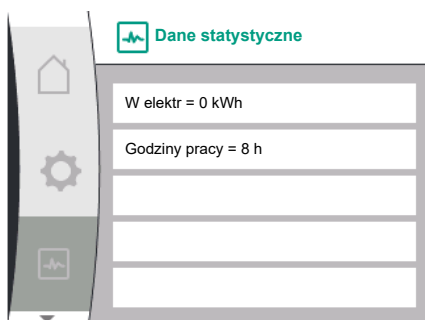 Dane statystyczne
W elektr = 0 kWh
Godziny pracy = 8 h